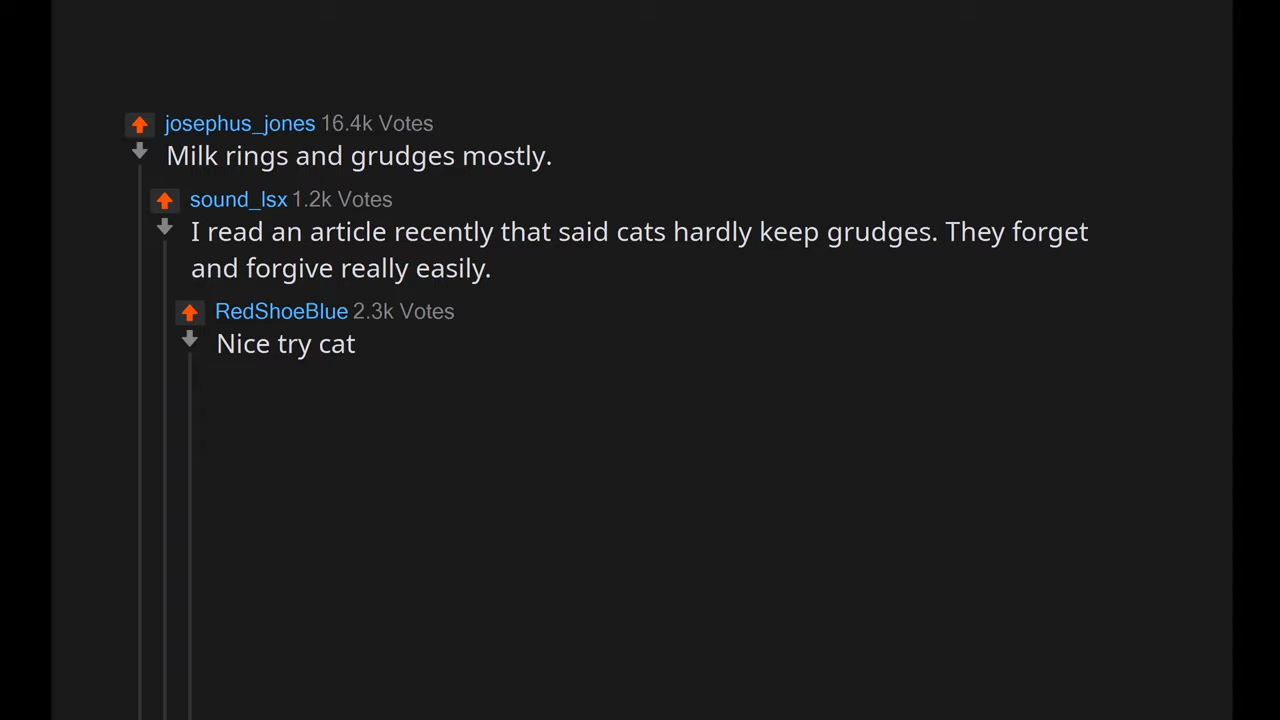 josephus_jones 16.4k Votes
Milk rings and grudges mostly.
sound_lsx 1.2k Votes
I read an article recently that said cats hardly keep grudges. They forget
and forgive really easily.
RedShoeBlue 2.3k Votes
Nice try cat